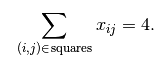 ∑ x_{ij} = 4.
(i,j)∈squares